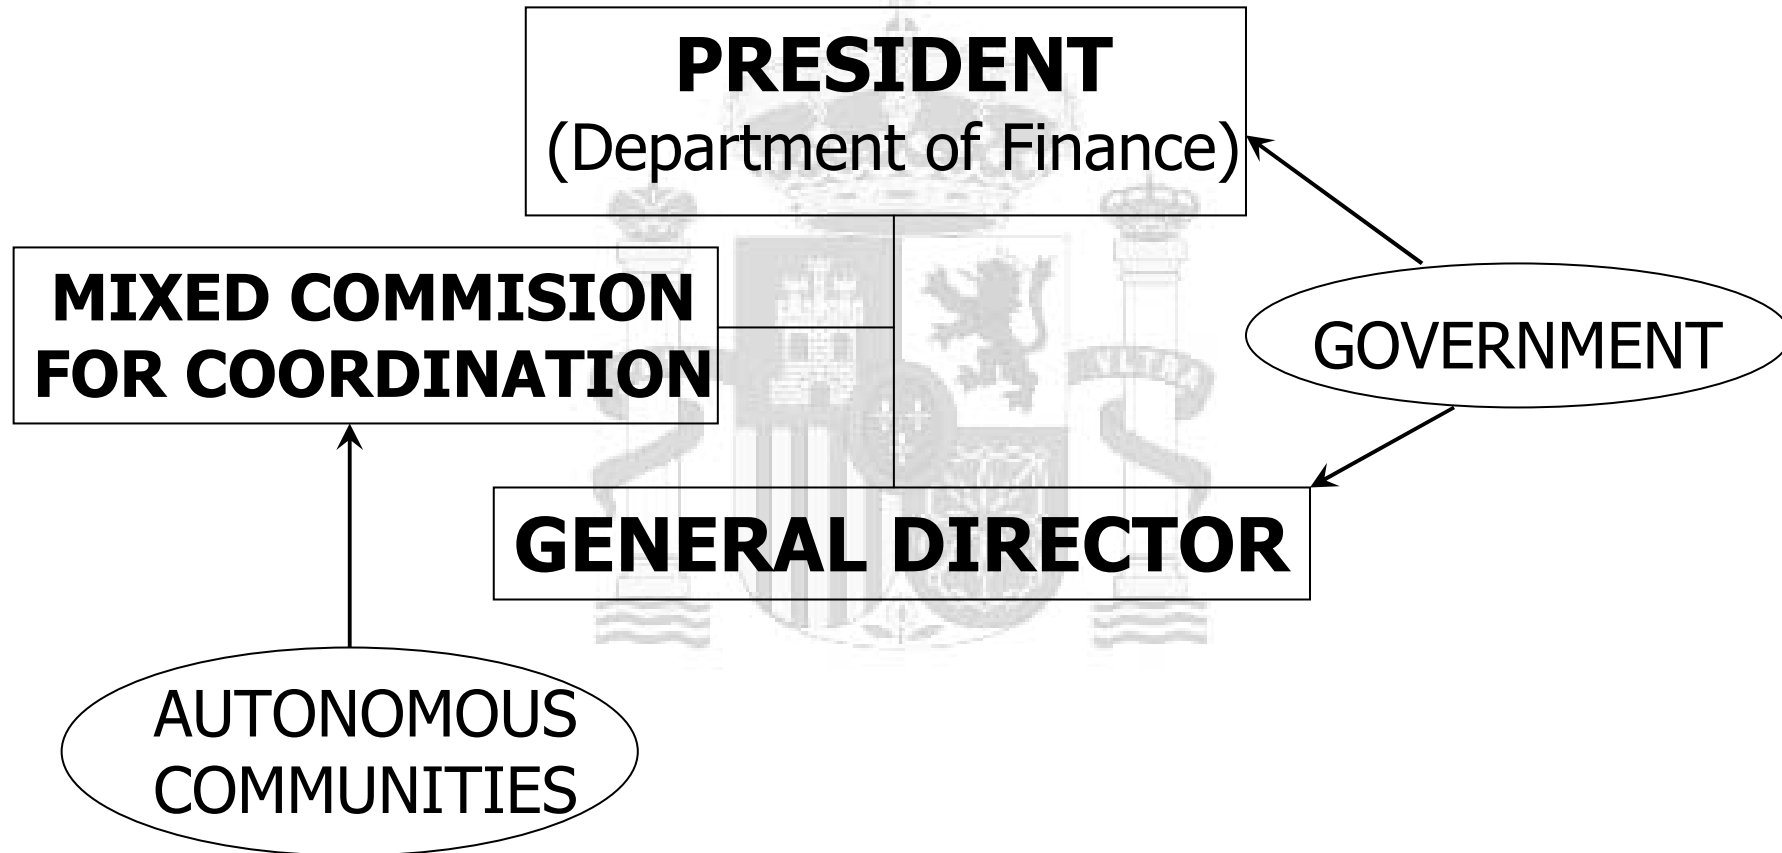 PRESIDENT
(Department of Finance)
MIXED COMMISION
FOR COORDINATION
GOVERNMENT
GENERAL DIRECTOR
AUTONOMOUS
COMMUNITIES